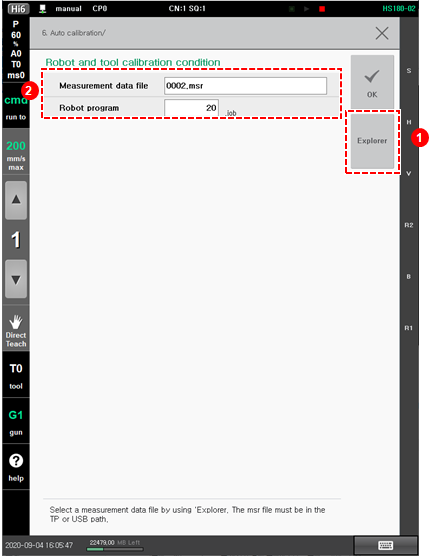 Hi6 manual CP0 CN:1 SQ:1 HS180-02
P
60
%
A0
T0
ms0
6. Auto calibration/
Robot and tool calibration condition
2
Measurement data file 0002.msr
Robot program 20 .job
OK
Explorer
1
cmd
run to
200
mm/s
max
1
Direct
Teach
T0
tool
G1
gun
?
help
S
H
V
R2
B
R1
Select a measurement data file by using 'Explorer. The msr file must be in the
TP or USB path.
2020-09-04 16:05:47 22479.00 MB Left